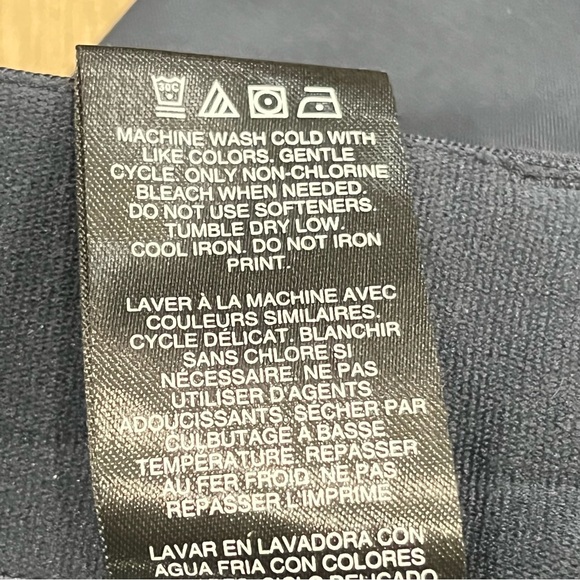 30C
MACHINE WASH COLD WITH
LIKE COLORS. GENTLE
CYCLE. ONLY NON-CHLORINE
BLEACH WHEN NEEDED.
DO NOT USE SOFTENERS.
TUMBLE DRY LOW.
COOL IRON. DO NOT IRON
PRINT.
LAVER À LA MACHINE AVEC
COULEURS SIMILAIRES.
CYCLE DÉLICAT. BLANCHIR
SANS CHLORE SI
NÉCESSAIRE. NE PAS
UTILISER D'AGENTS
ADOUCISSANTS. SÉCHER PAR
CULBUTAGE À BASSE
TEMPÉRATURE. REPASSER
AU FER FROID. NE PAS
REPASSER L'IMPRIMÉ
LAVAR EN LAVADORA CON
AGUA FRIA CON COLORES
CICLO DELICADO